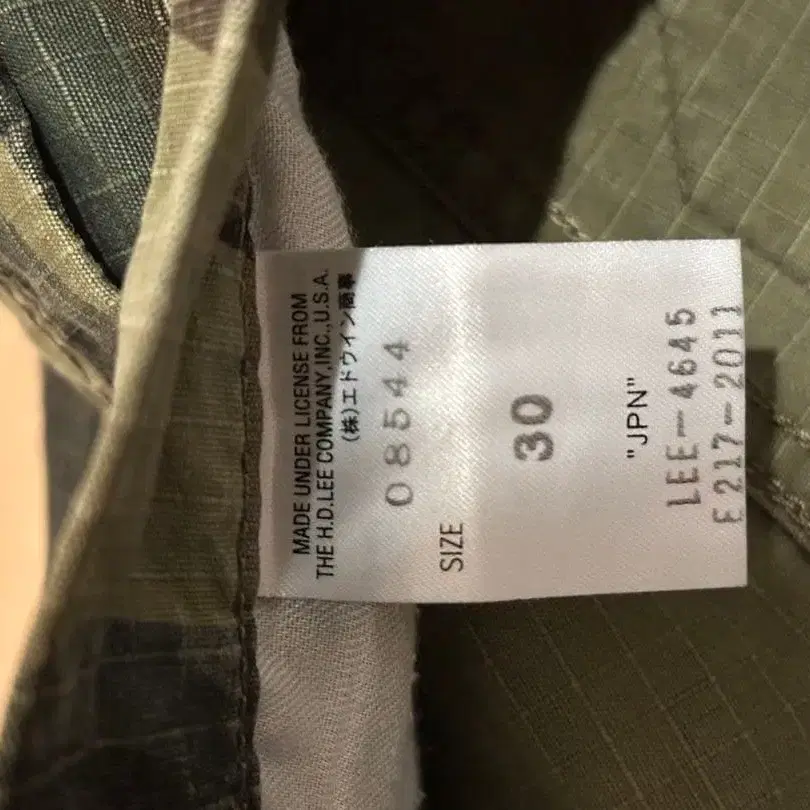 MADE UNDER LICENSE FROM
THE H.D.LEE COMPANY,INC.,U.S.A.
(株)エドウイン商事
08544
SIZE
30
"JPN"
LEE-4645
E217-2011